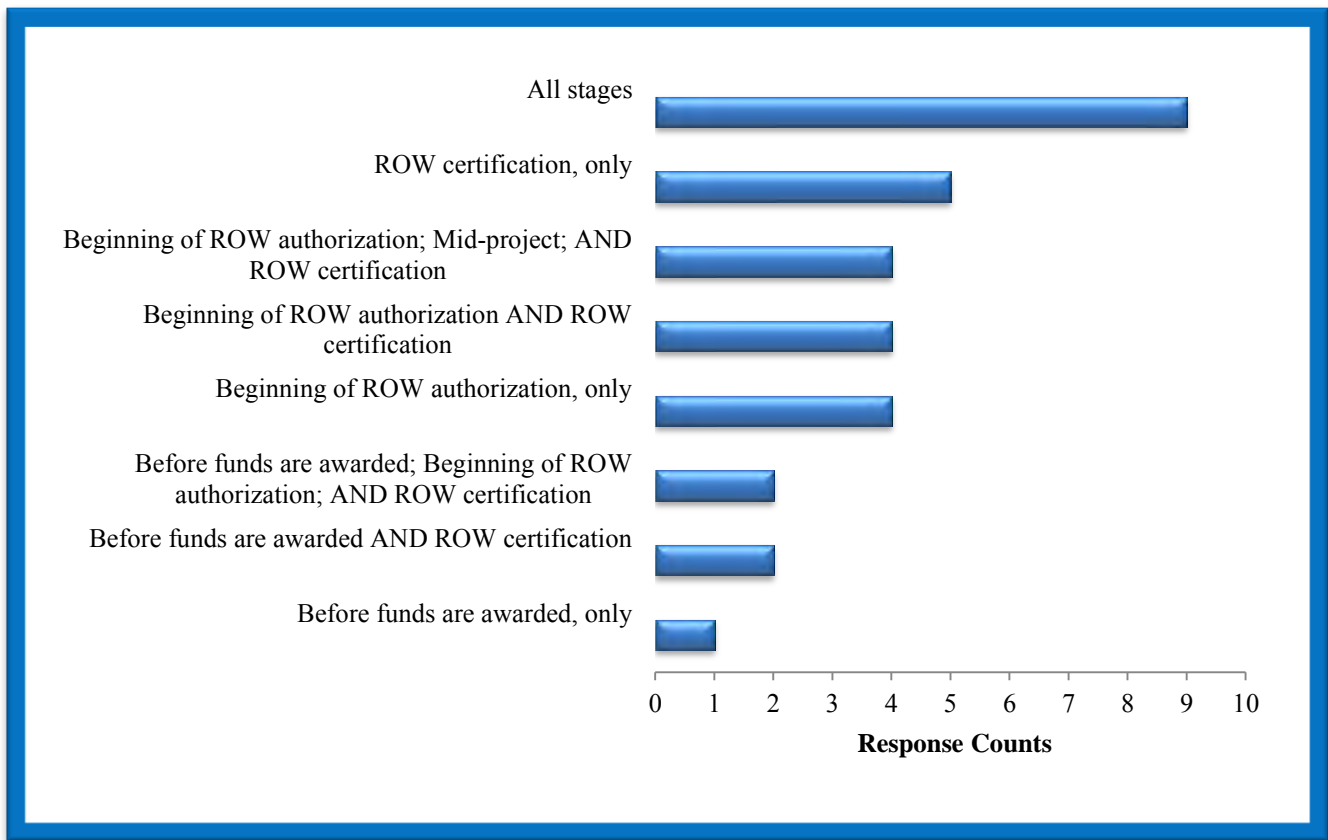 All stages
ROW certification, only
Beginning of ROW authorization; Mid-project; AND
ROW certification
Beginning of ROW authorization AND ROW
certification
Beginning of ROW authorization, only
Before funds are awarded; Beginning of ROW
authorization; AND ROW certification
Before funds are awarded AND ROW certification
Before funds are awarded, only
0 1 2 3 4 5 6 7 8 9 10
Response Counts